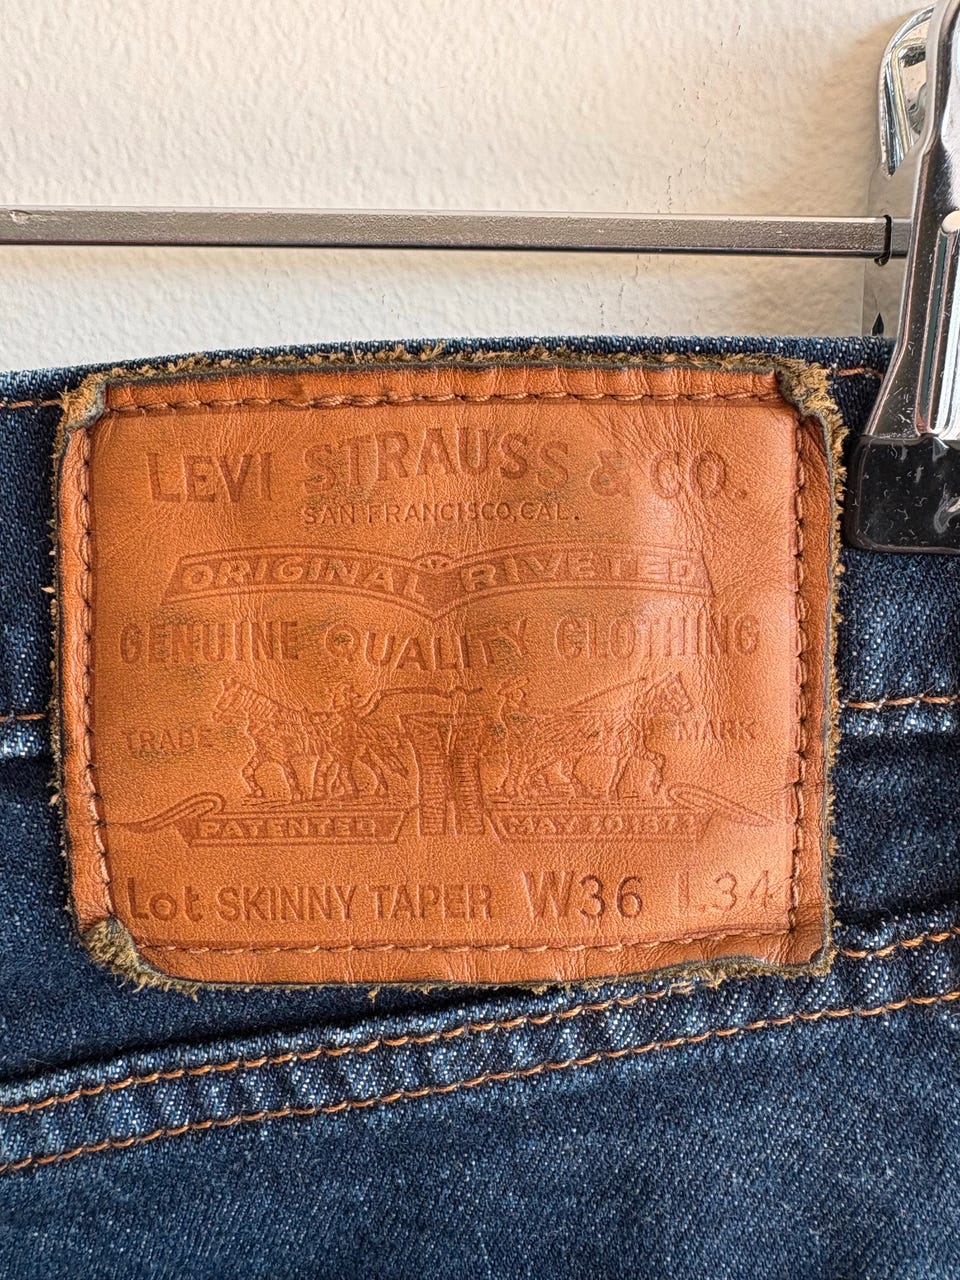 LEVI STRAUSS & CO.
SAN FRANCISCO, CAL.
ORIGINAL RIVETED
GENUINE QUALITY CLOTHING
TRADE MARK
PATENTED MAY 20 1873
Lot SKINNY TAPER W36 L34